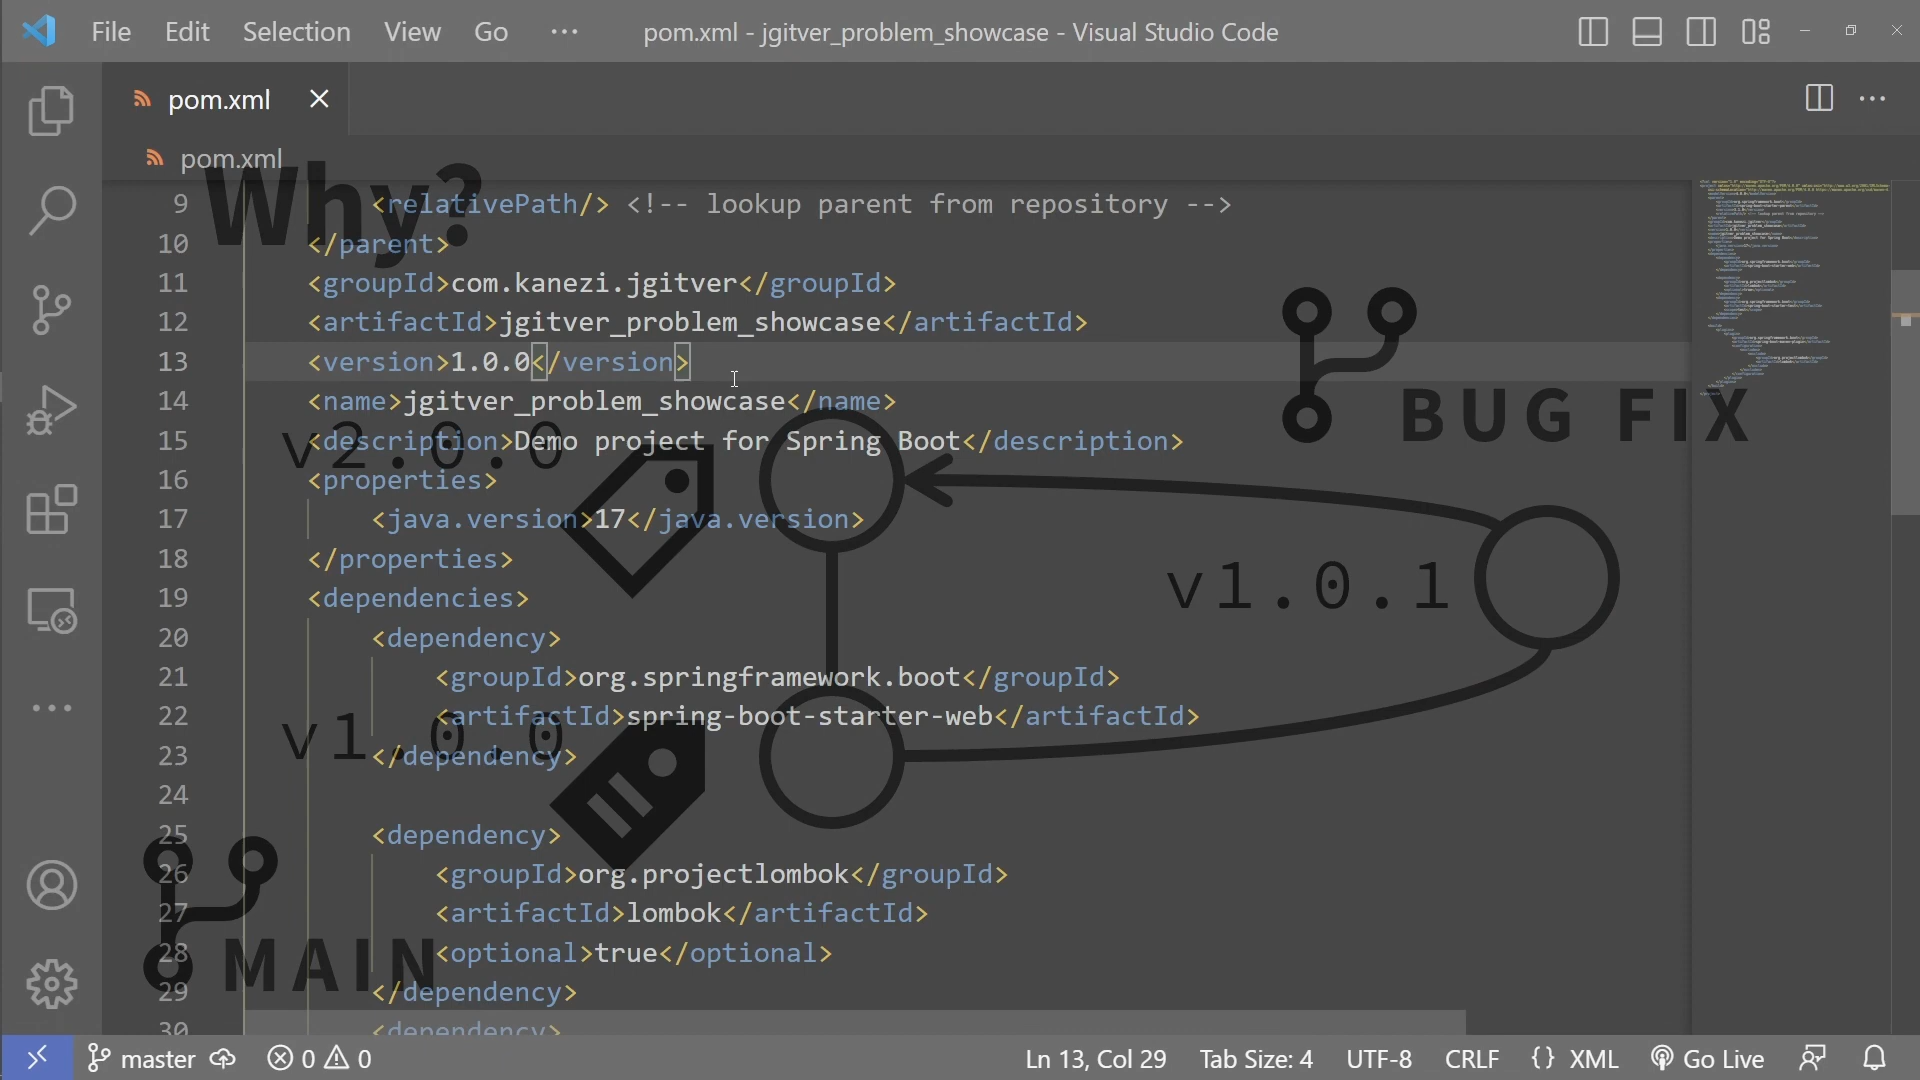 File Edit Selection View Go ··· pom.xml - jgitver_problem_showcase - Visual Studio Code
pom.xml
pom.xml
Why?
9 <relativePath/> <!-- lookup parent from repository -->
10 </parent>
11 <groupId>com.kanezi.jgitver</groupId>
12 <artifactId>jgitver_problem_showcase</artifactId>
13 <version>1.0.0</version>
14 <name>jgitver_problem_showcase</name>
BUG FIX
15 <description>Demo project for Spring Boot</description>
v2.0.0
16 <properties>
17 <java.version>17</java.version>
18 </properties>
v1.0.1
19 <dependencies>
20 <dependency>
21 <groupId>org.springframework.boot</groupId>
22 <artifactId>spring-boot-starter-web</artifactId>
v1.0.0
23 </dependency>
24
25 <dependency>
26 <groupId>org.projectlombok</groupId>
27 <artifactId>lombok</artifactId>
28 <optional>true</optional>
MAIN
29 </dependency>
30 <dependency>
master 0 0 Ln 13, Col 29 Tab Size: 4 UTF-8 CRLF {} XML Go Live